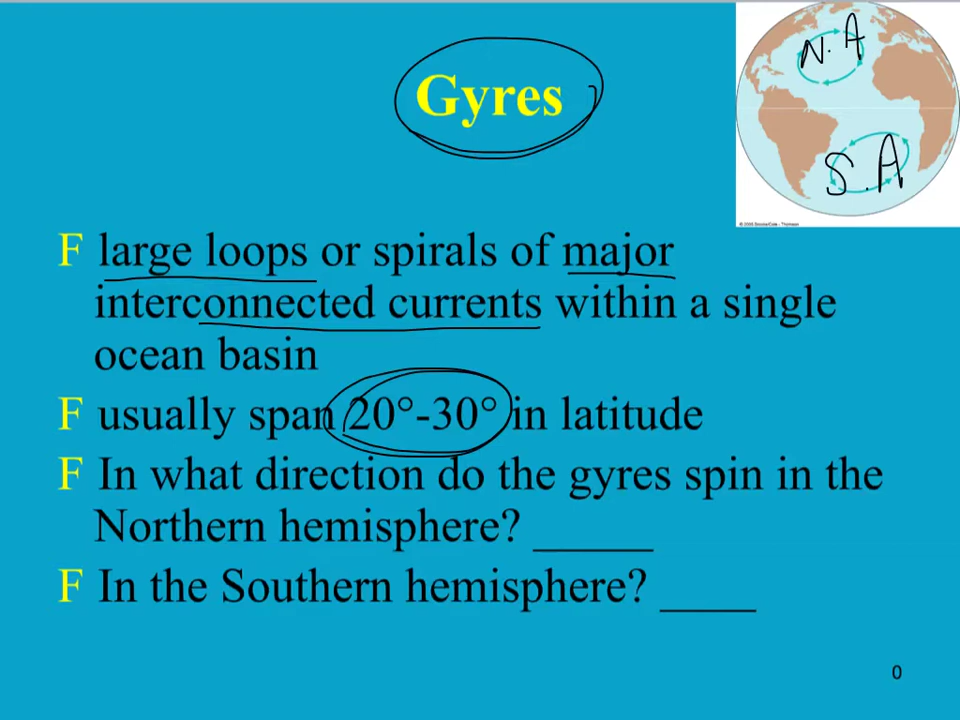 Gyres
N. A
S. A
© 2005 Brooks/Cole - Thomson
F large loops or spirals of major
interconnected currents within a single
ocean basin
F usually span 20°-30° in latitude
F In what direction do the gyres spin in the
Northern hemisphere? _____
F In the Southern hemisphere? ____
0